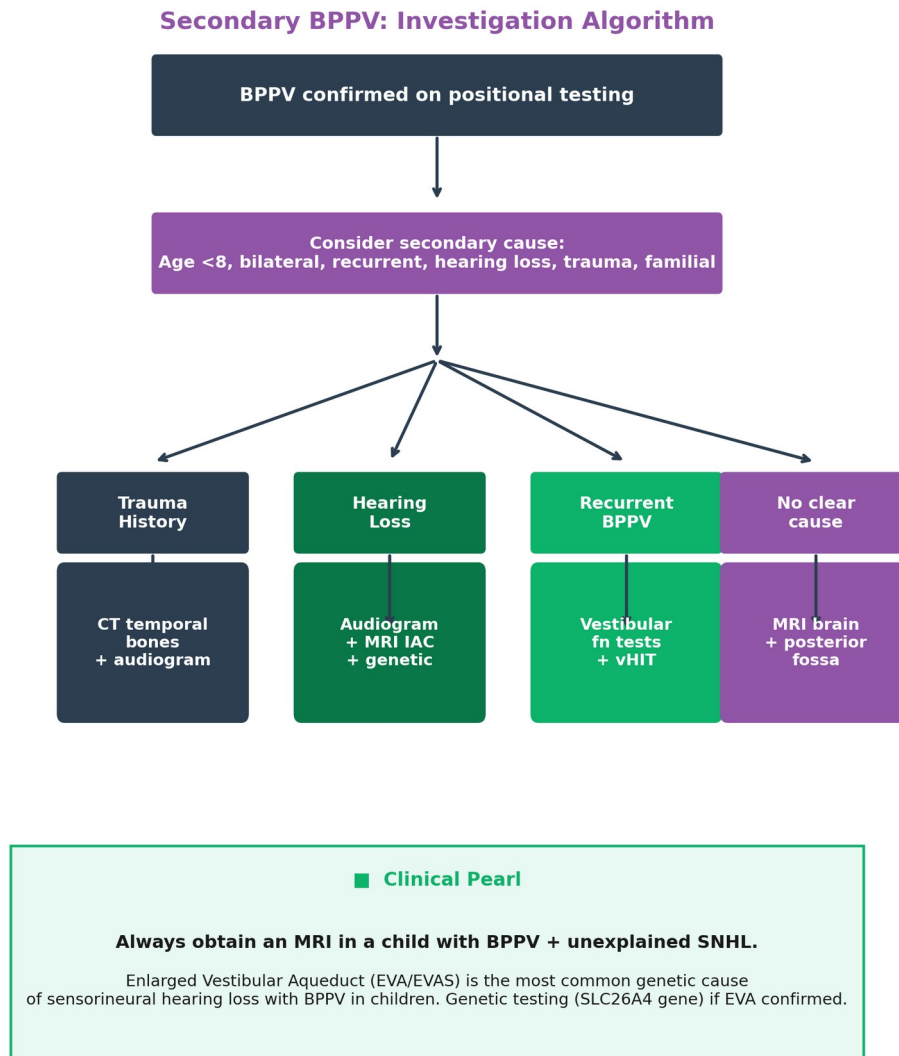 Secondary BPPV: Investigation Algorithm
BPPV confirmed on positional testing
Consider secondary cause:
Age <8, bilateral, recurrent, hearing loss, trauma, familial
Trauma
History
Hearing
Loss
Recurrent
BPPV
No clear
cause
CT temporal
bones
+ audiogram
Audiogram
+ MRI IAC
+ genetic
Vestibular
fn tests
+ vHIT
MRI brain
+ posterior
fossa
■ Clinical Pearl
Always obtain an MRI in a child with BPPV + unexplained SNHL.
Enlarged Vestibular Aqueduct (EVA/EVAS) is the most common genetic cause
of sensorineural hearing loss with BPPV in children. Genetic testing (SLC26A4 gene) if EVA confirmed.